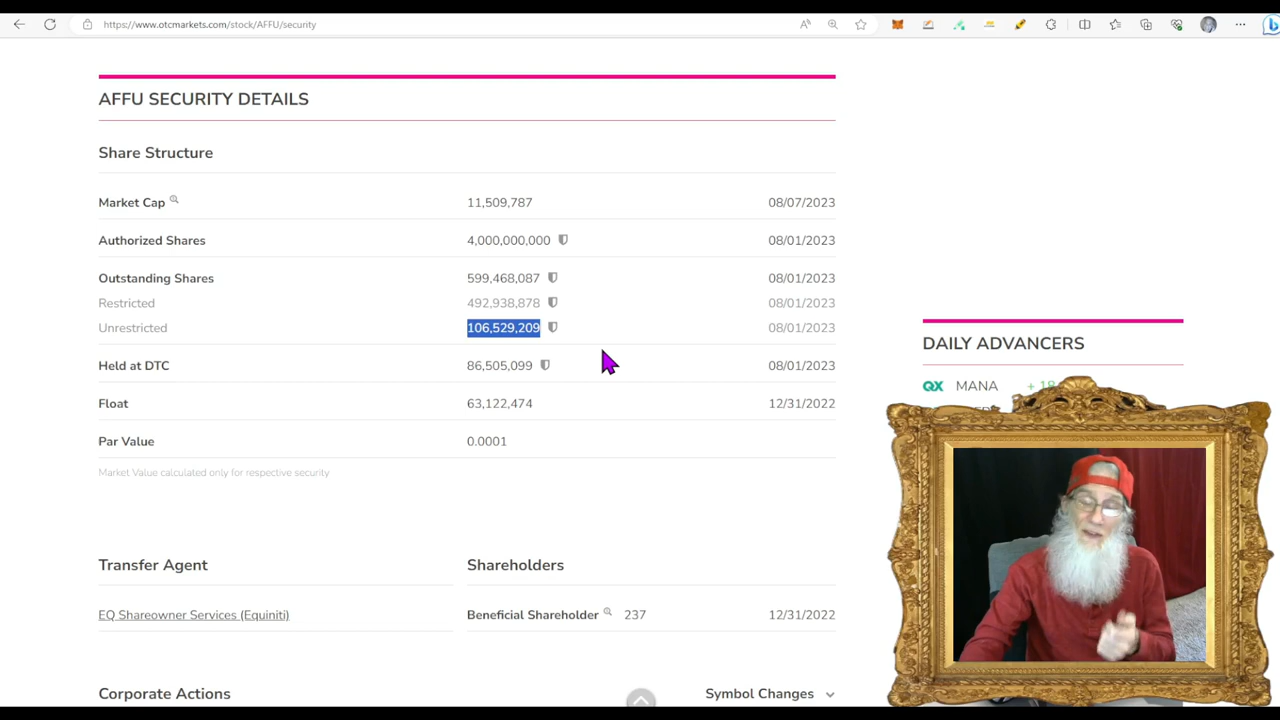 https://www.otcmarkets.com/stock/AFFU/security
AFFU SECURITY DETAILS
Share Structure
Market Cap 11,509,787 08/07/2023
Authorized Shares 4,000,000,000 08/01/2023
Outstanding Shares 599,468,087 08/01/2023
Restricted 492,938,878 08/01/2023
Unrestricted 106,529,209 08/01/2023
Held at DTC 86,505,099 08/01/2023
Float 63,122,474 12/31/2022
Par Value 0.0001
Market Value calculated only for respective security
DAILY ADVANCERS
QX MANA
Transfer Agent
EQ Shareowner Services (Equiniti)
Shareholders
Beneficial Shareholder 237 12/31/2022
Corporate Actions
Symbol Changes